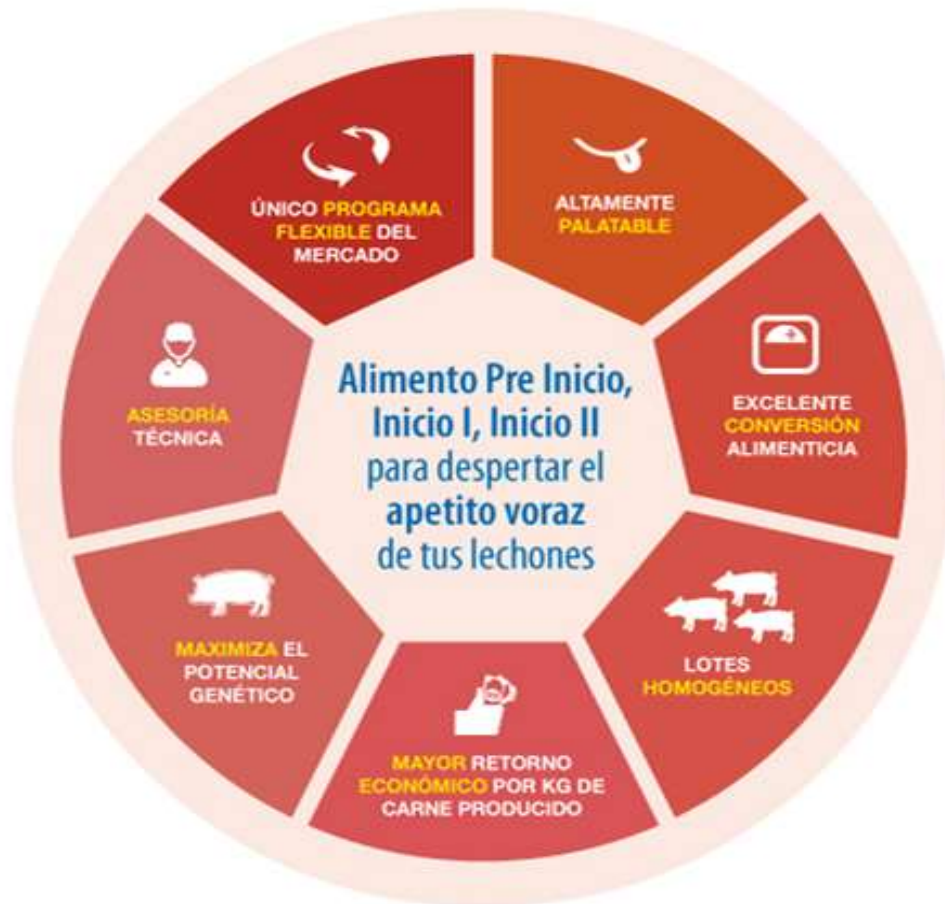 ÚNICO PROGRAMA
FLEXIBLE DEL
MERCADO
ALTAMENTE
PALATABLE
EXCELENTE
CONVERSIÓN
ALIMENTICIA
LOTES
HOMOGÉNEOS
MAYOR RETORNO
ECONÓMICO POR KG DE
CARNE PRODUCIDO
MAXIMIZA EL
POTENCIAL
GENÉTICO
ASESORÍA
TÉCNICA
Alimento Pre Inicio,
Inicio I, Inicio II
para despertar el
apetito voraz
de tus lechones